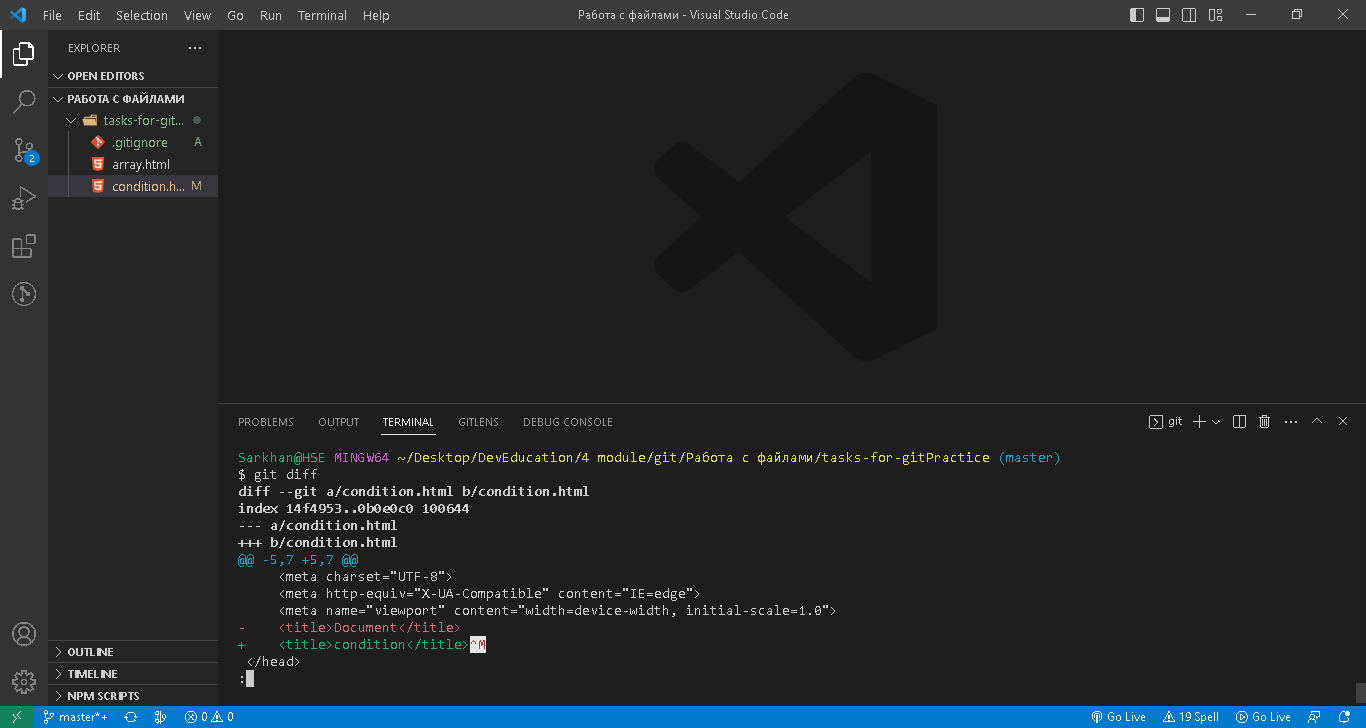 File Edit Selection View Go Run Terminal Help
Работа с файлами - Visual Studio Code
EXPLORER
OPEN EDITORS
РАБОТА С ФАЙЛАМИ
tasks-for-git...
.gitignore A
array.html
condition.h... M
2
OUTLINE
TIMELINE
NPM SCRIPTS
PROBLEMS OUTPUT TERMINAL GITLENS DEBUG CONSOLE
git
Sarkhan@HSE MINGW64 ~/Desktop/DevEducation/4 module/git/Работа с файлами/tasks-for-gitPractice (master)
$ git diff
diff --git a/condition.html b/condition.html
index 14f4953..0b0e0c0 100644
--- a/condition.html
+++ b/condition.html
@@ -5,7 +5,7 @@
     <meta charset="UTF-8">
     <meta http-equiv="X-UA-Compatible" content="IE=edge">
     <meta name="viewport" content="width=device-width, initial-scale=1.0">
-    <title>Document</title>
+    <title>condition</title>^M
 </head>
:
master*+ 0 0 Go Live 19 Spell Go Live